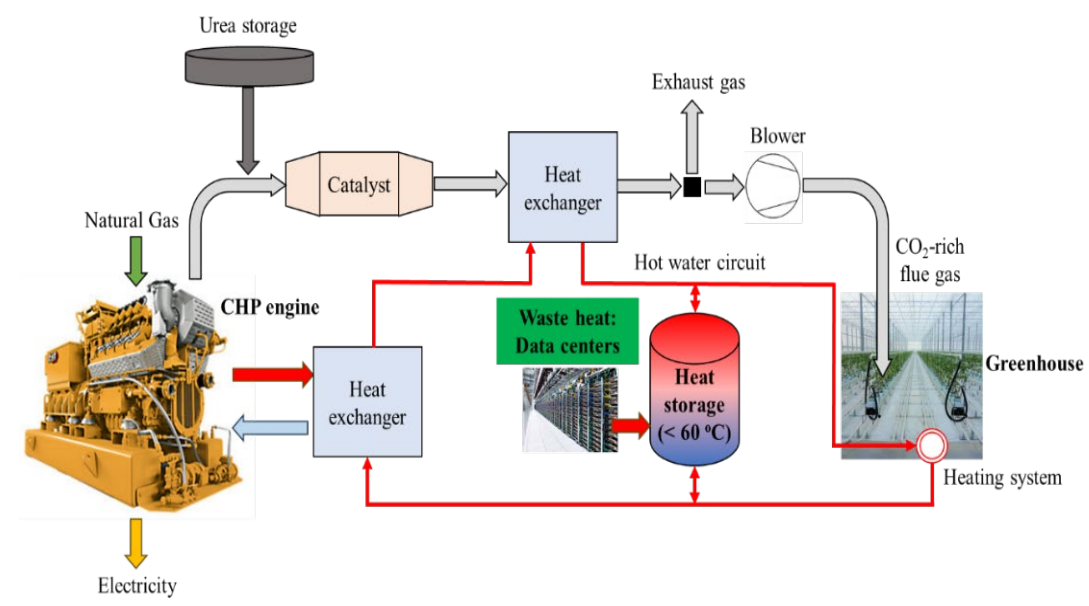 Urea storage
Exhaust gas
Blower
Catalyst
Heat
exchanger
Natural Gas
CO₂-rich
flue gas
Hot water circuit
CHP engine
Waste heat:
Data centers
Greenhouse
Heat
exchanger
Heat
storage
(< 60 ⁰C)
Heating system
Electricity